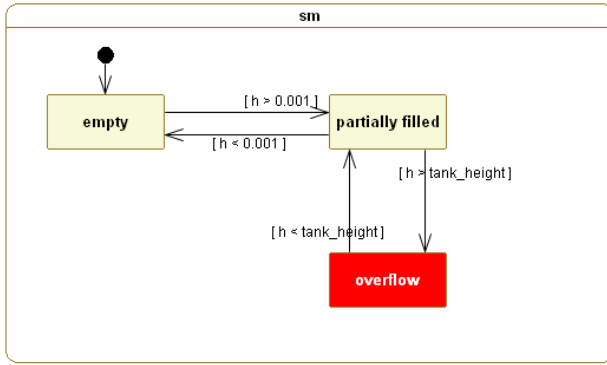 sm
[ h > 0.001 ]
empty
partially filled
[ h < 0.001 ]
[ h > tank_height ]
[ h < tank_height ]
overflow